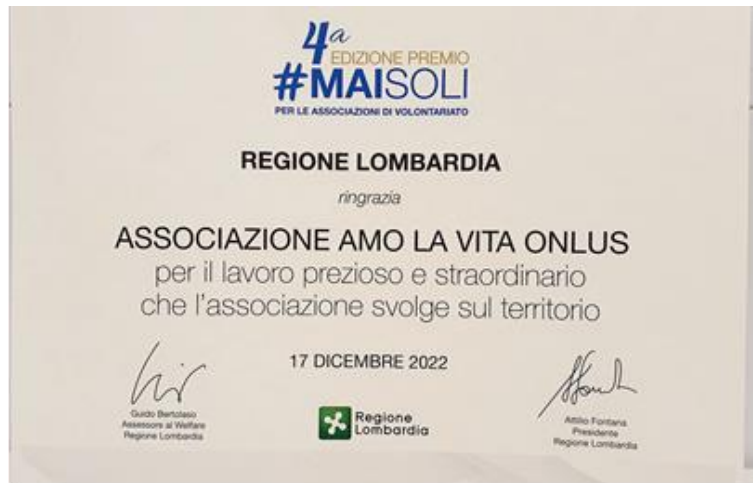 4a
EDIZIONE PREMIO
#MAISOLI
PER LE ASSOCIAZIONI DI VOLONTARIATO
REGIONE LOMBARDIA
ringrazia
ASSOCIAZIONE AMO LA VITA ONLUS
per il lavoro prezioso e straordinario
che l'associazione svolge sul territorio
17 DICEMBRE 2022
Guido Bertolaso
Assessore al Welfare
Regione Lombardia
Regione
Lombardia
Attilio Fontana
Presidente
Regione Lombardia